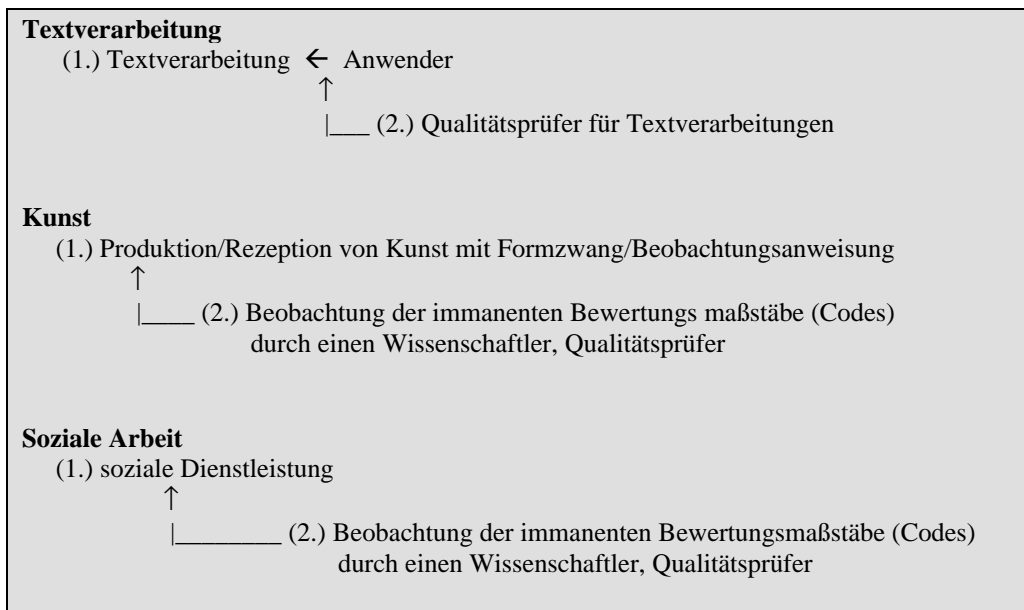 Textverarbeitung
(1.) Textverarbeitung ← Anwender
↑
|___ (2.) Qualitätsprüfer für Textverarbeitungen
Kunst
(1.) Produktion/Rezeption von Kunst mit Formzwang/Beobachtungsanweisung
↑
|____ (2.) Beobachtung der immanenten Bewertungs maßstäbe (Codes)
durch einen Wissenschaftler, Qualitätsprüfer
Soziale Arbeit
(1.) soziale Dienstleistung
↑
|________ (2.) Beobachtung der immanenten Bewertungsmaßstäbe (Codes)
durch einen Wissenschaftler, Qualitätsprüfer